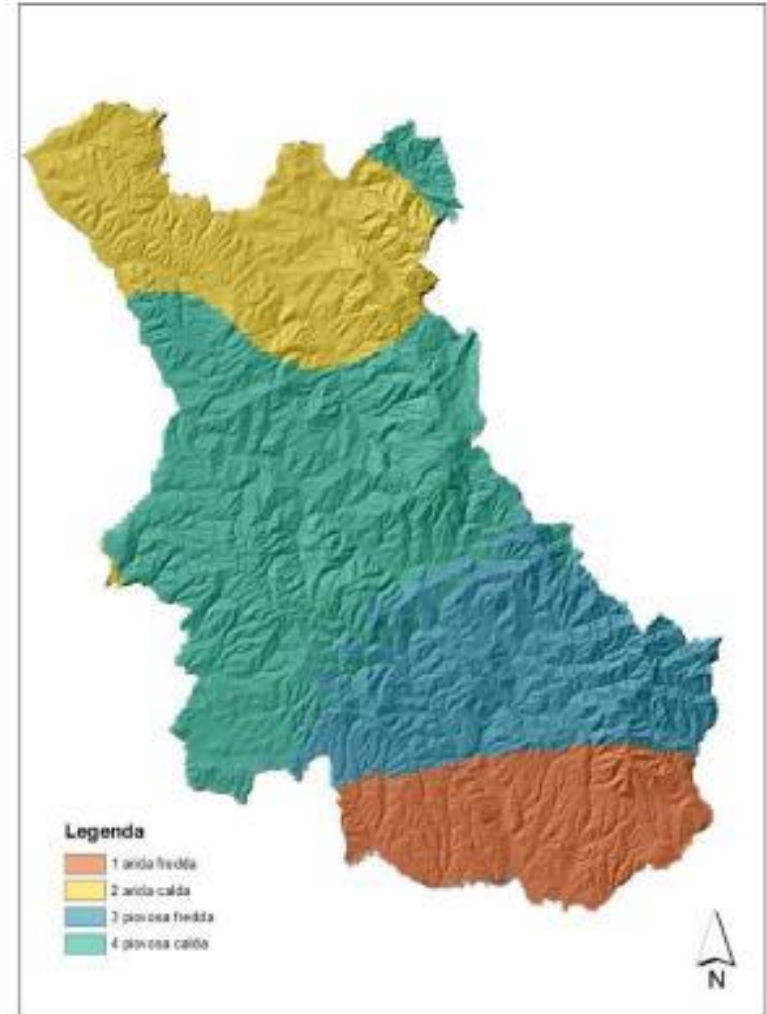 Legenda
1 arida fredda
2 arida calda
3 piovosa fredda
4 piovosa calda
N